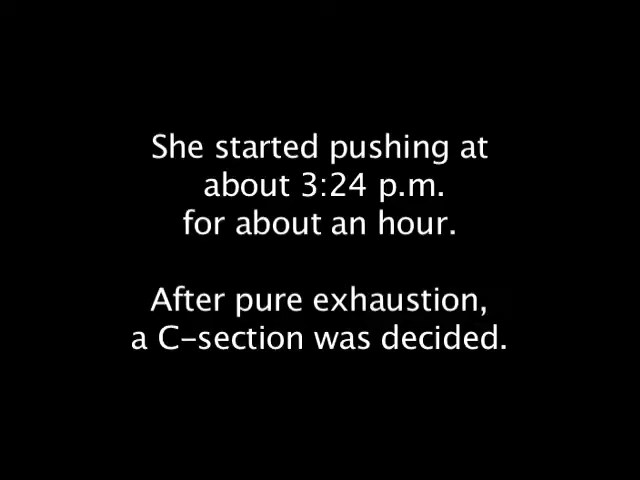 She started pushing at
about 3:24 p.m.
for about an hour.
After pure exhaustion,
a C-section was decided.